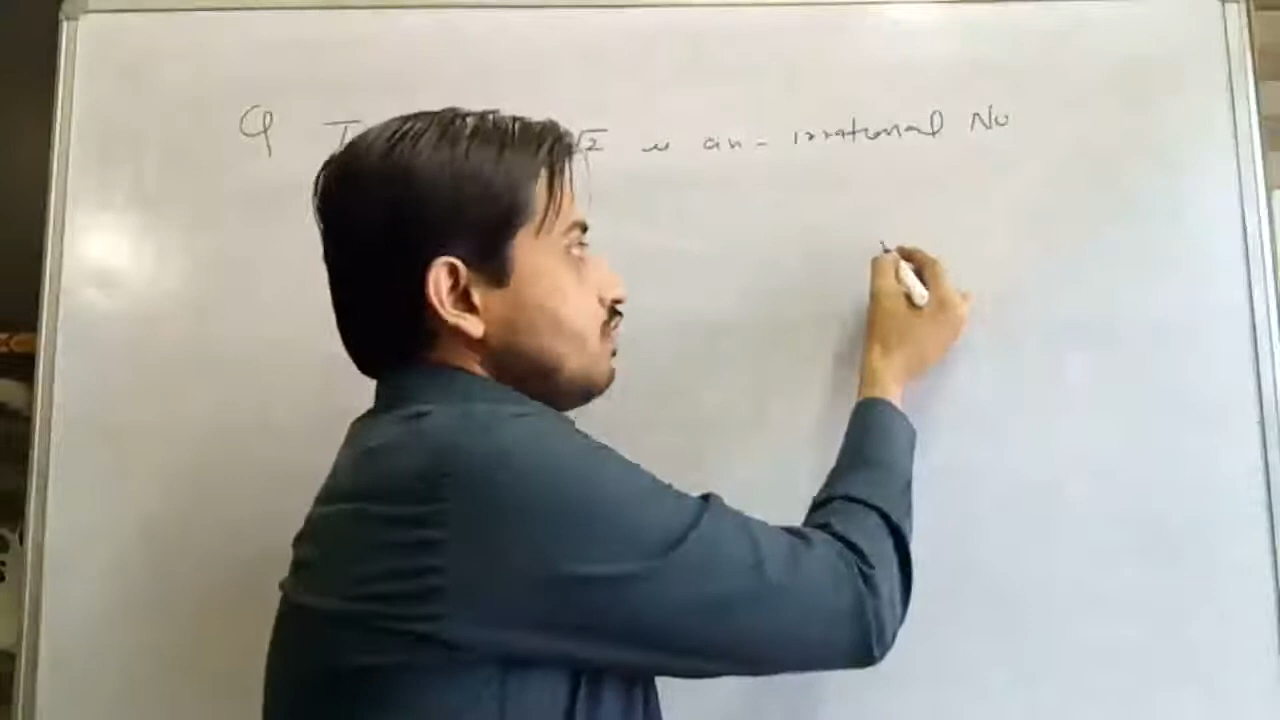 Q T √2 is an- irrational No